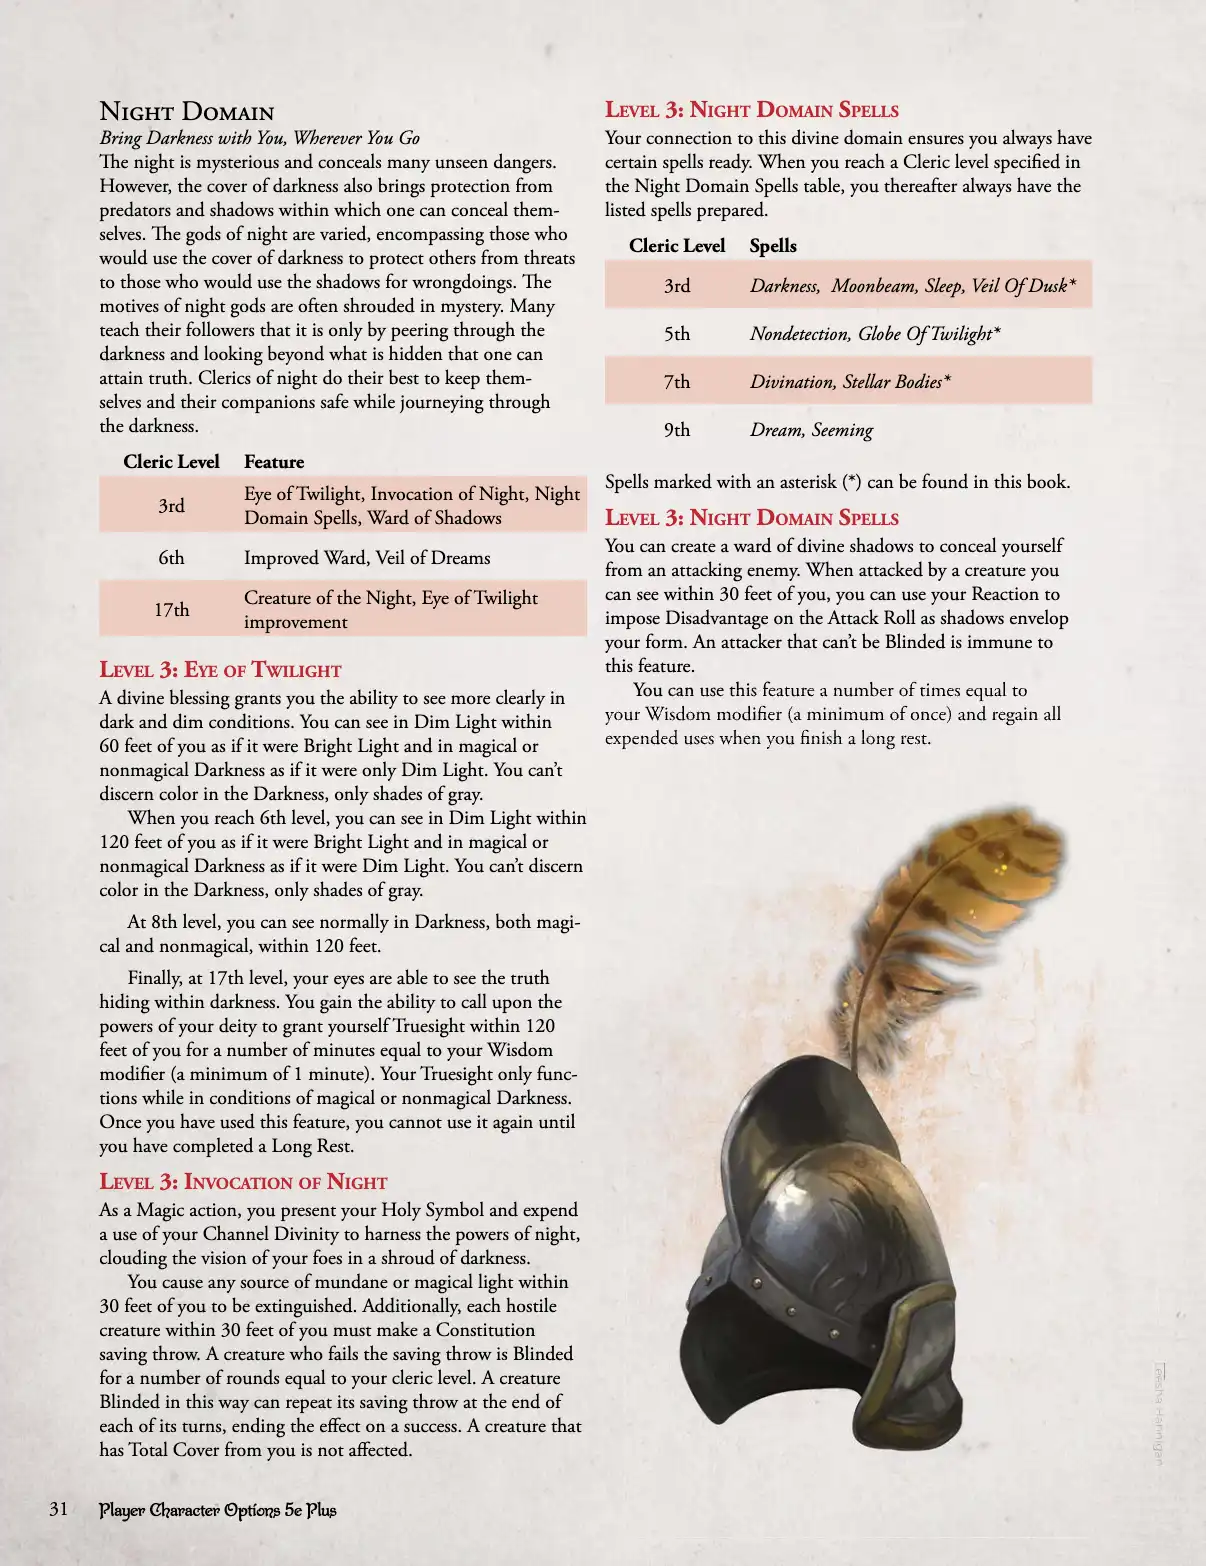 Night Domain
Bring Darkness with You, Wherever You Go
The night is mysterious and conceals many unseen dangers.
However, the cover of darkness also brings protection from
predators and shadows within which one can conceal them-
selves. The gods of night are varied, encompassing those who
would use the cover of darkness to protect others from threats
to those who would use the shadows for wrongdoings. The
motives of night gods are often shrouded in mystery. Many
teach their followers that it is only by peering through the
darkness and looking beyond what is hidden that one can
attain truth. Clerics of night do their best to keep them-
selves and their companions safe while journeying through
the darkness.
Cleric Level Feature
3rd Eye of Twilight, Invocation of Night, Night
Domain Spells, Ward of Shadows
6th Improved Ward, Veil of Dreams
17th Creature of the Night, Eye of Twilight
improvement
Level 3: Eye of Twilight
A divine blessing grants you the ability to see more clearly in
dark and dim conditions. You can see in Dim Light within
60 feet of you as if it were Bright Light and in magical or
nonmagical Darkness as if it were only Dim Light. You can't
discern color in the Darkness, only shades of gray.
When you reach 6th level, you can see in Dim Light within
120 feet of you as if it were Bright Light and in magical or
nonmagical Darkness as if it were Dim Light. You can't discern
color in the Darkness, only shades of gray.
At 8th level, you can see normally in Darkness, both magi-
cal and nonmagical, within 120 feet.
Finally, at 17th level, your eyes are able to see the truth
hiding within darkness. You gain the ability to call upon the
powers of your deity to grant yourself Truesight within 120
feet of you for a number of minutes equal to your Wisdom
modifier (a minimum of 1 minute). Your Truesight only func-
tions while in conditions of magical or nonmagical Darkness.
Once you have used this feature, you cannot use it again until
you have completed a Long Rest.
Level 3: Invocation of Night
As a Magic action, you present your Holy Symbol and expend
a use of your Channel Divinity to harness the powers of night,
clouding the vision of your foes in a shroud of darkness.
You cause any source of mundane or magical light within
30 feet of you to be extinguished. Additionally, each hostile
creature within 30 feet of you must make a Constitution
saving throw. A creature who fails the saving throw is Blinded
for a number of rounds equal to your cleric level. A creature
Blinded in this way can repeat its saving throw at the end of
each of its turns, ending the effect on a success. A creature that
has Total Cover from you is not affected.
Level 3: Night Domain Spells
Your connection to this divine domain ensures you always have
certain spells ready. When you reach a Cleric level specified in
the Night Domain Spells table, you thereafter always have the
listed spells prepared.
Cleric Level Spells
3rd Darkness, Moonbeam, Sleep, Veil Of Dusk*
5th Nondetection, Globe Of Twilight*
7th Divination, Stellar Bodies*
9th Dream, Seeming
Spells marked with an asterisk (*) can be found in this book.
Level 3: Night Domain Spells
You can create a ward of divine shadows to conceal yourself
from an attacking enemy. When attacked by a creature you
can see within 30 feet of you, you can use your Reaction to
impose Disadvantage on the Attack Roll as shadows envelop
your form. An attacker that can't be Blinded is immune to
this feature.
You can use this feature a number of times equal to
your Wisdom modifier (a minimum of once) and regain all
expended uses when you finish a long rest.
Teesha Hannigan
31 Player Character Options 5e Plus